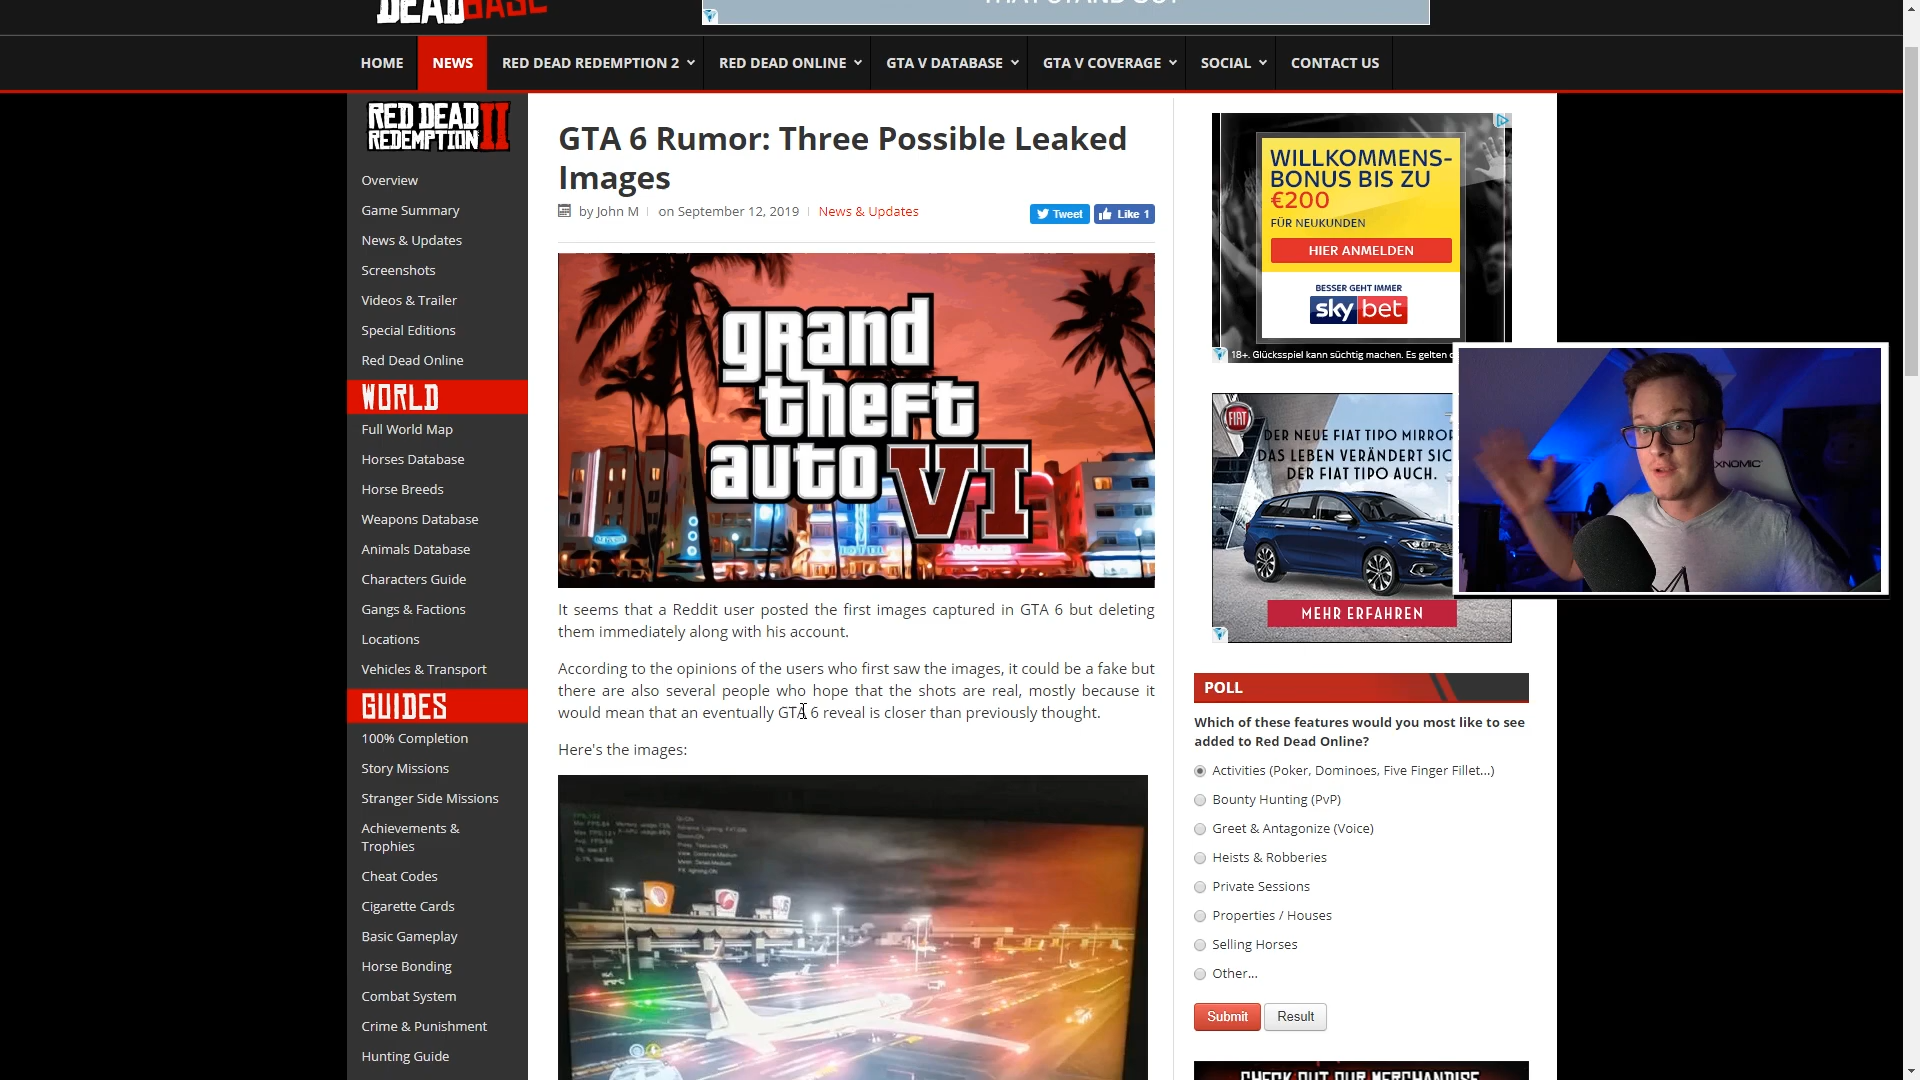 DEADBASE
HOME
NEWS
RED DEAD REDEMPTION 2
RED DEAD ONLINE
GTA V DATABASE
GTA V COVERAGE
SOCIAL
CONTACT US
RED DEAD
REDEMPTION II
Overview
Game Summary
News & Updates
Screenshots
Videos & Trailer
Special Editions
Red Dead Online
WORLD
Full World Map
Horses Database
Horse Breeds
Weapons Database
Animals Database
Characters Guide
Gangs & Factions
Locations
Vehicles & Transport
GUIDES
100% Completion
Story Missions
Stranger Side Missions
Achievements &
Trophies
Cheat Codes
Cigarette Cards
Basic Gameplay
Horse Bonding
Combat System
Crime & Punishment
Hunting Guide
GTA 6 Rumor: Three Possible Leaked
Images
by John M on September 12, 2019 News & Updates
Tweet
Like 1
grand
theft
auto VI
It seems that a Reddit user posted the first images captured in GTA 6 but deleting
them immediately along with his account.
According to the opinions of the users who first saw the images, it could be a fake but
there are also several people who hope that the shots are real, mostly because it
would mean that an eventually GTA 6 reveal is closer than previously thought.
Here's the images:
WILLKOMMENS-
BONUS BIS ZU
€200
FÜR NEUKUNDEN
HIER ANMELDEN
BESSER GEHT IMMER
sky bet
18+. Glücksspiel kann süchtig machen. Es gelten
FIAT
DER NEUE FIAT TIPO MIRROR
DAS LEBEN VERÄNDERT SIC
DER FIAT TIPO AUCH.
MEHR ERFAHREN
XNOMIC
POLL
Which of these features would you most like to see
added to Red Dead Online?
Activities (Poker, Dominoes, Five Finger Fillet...)
Bounty Hunting (PvP)
Greet & Antagonize (Voice)
Heists & Robberies
Private Sessions
Properties / Houses
Selling Horses
Other...
Submit
Result
CHECK OUT OUR MERCHANDISE